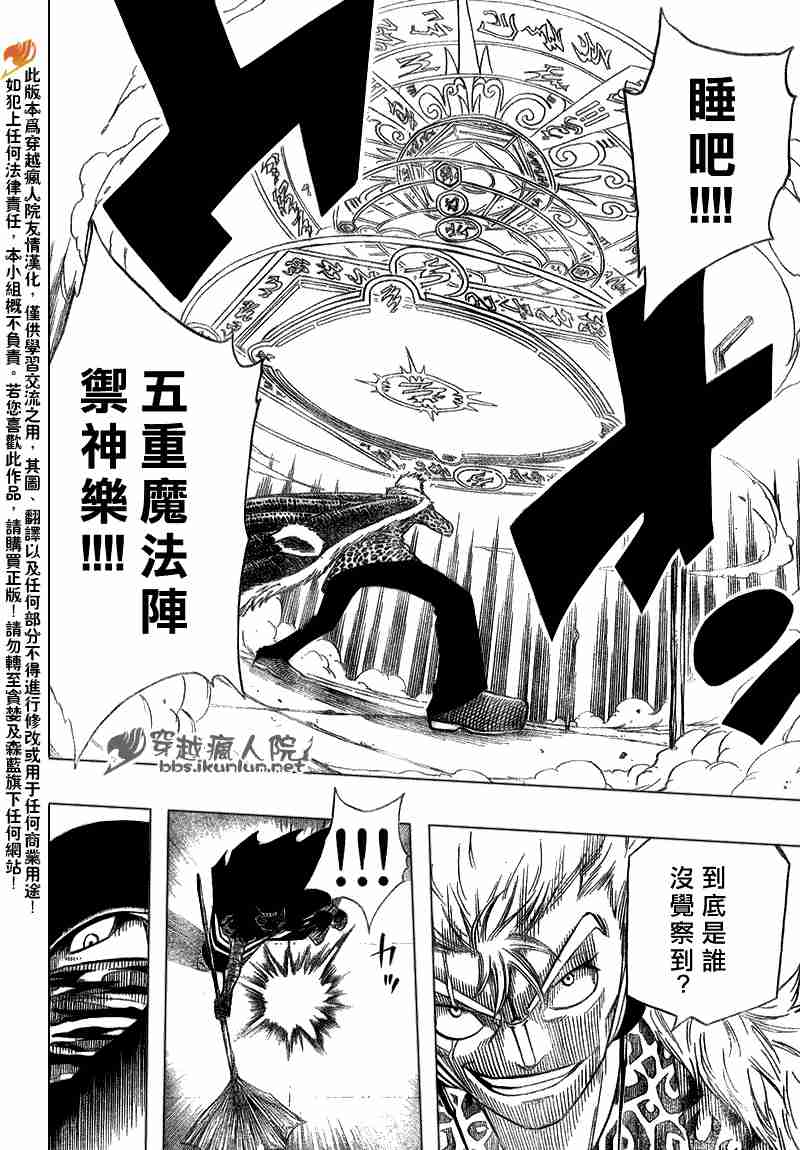 睡吧!!!!
五重魔法陣
禦神樂!!!!
到底是誰
沒覺察到?
!!!
ガッ
穿越瘋人院
bbs.ikunlun.net
此版本爲穿越瘋人院友情漢化，僅供學習交流之用，其圖、翻譯以及任何部分不得進行修改或用于任何商業用途！
如犯上任何法律責任，本小組概不負責。若您喜歡此作品，請購買正版！請勿轉至貪婪及森藍旗下任何網站！